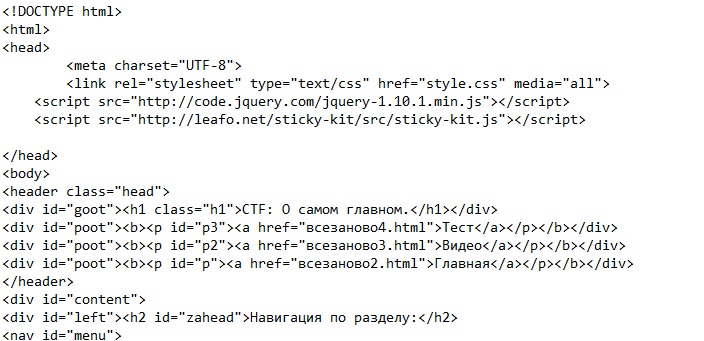 <!DOCTYPE html>
<html>
<head>
<meta charset="UTF-8">
<link rel="stylesheet" type="text/css" href="style.css" media="all">
<script src="http://code.jquery.com/jquery-1.10.1.min.js"></script>
<script src="http://leafo.net/sticky-kit/src/sticky-kit.js"></script>
</head>
<body>
<header class="head">
<div id="goot"><h1 class="h1">CTF: О самом главном.</h1></div>
<div id="poot"><b><p id="p3"><a href="всезаново4.html">Тест</a></p></b></div>
<div id="poot"><b><p id="p2"><a href="всезаново3.html">Видео</a></p></b></div>
<div id="poot"><b><p id="p"><a href="всезаново2.html">Главная</a></p></b></div>
</header>
<div id="content">
<div id="left"><h2 id="zahead">Навигация по разделу:</h2>
<nav id="menu">